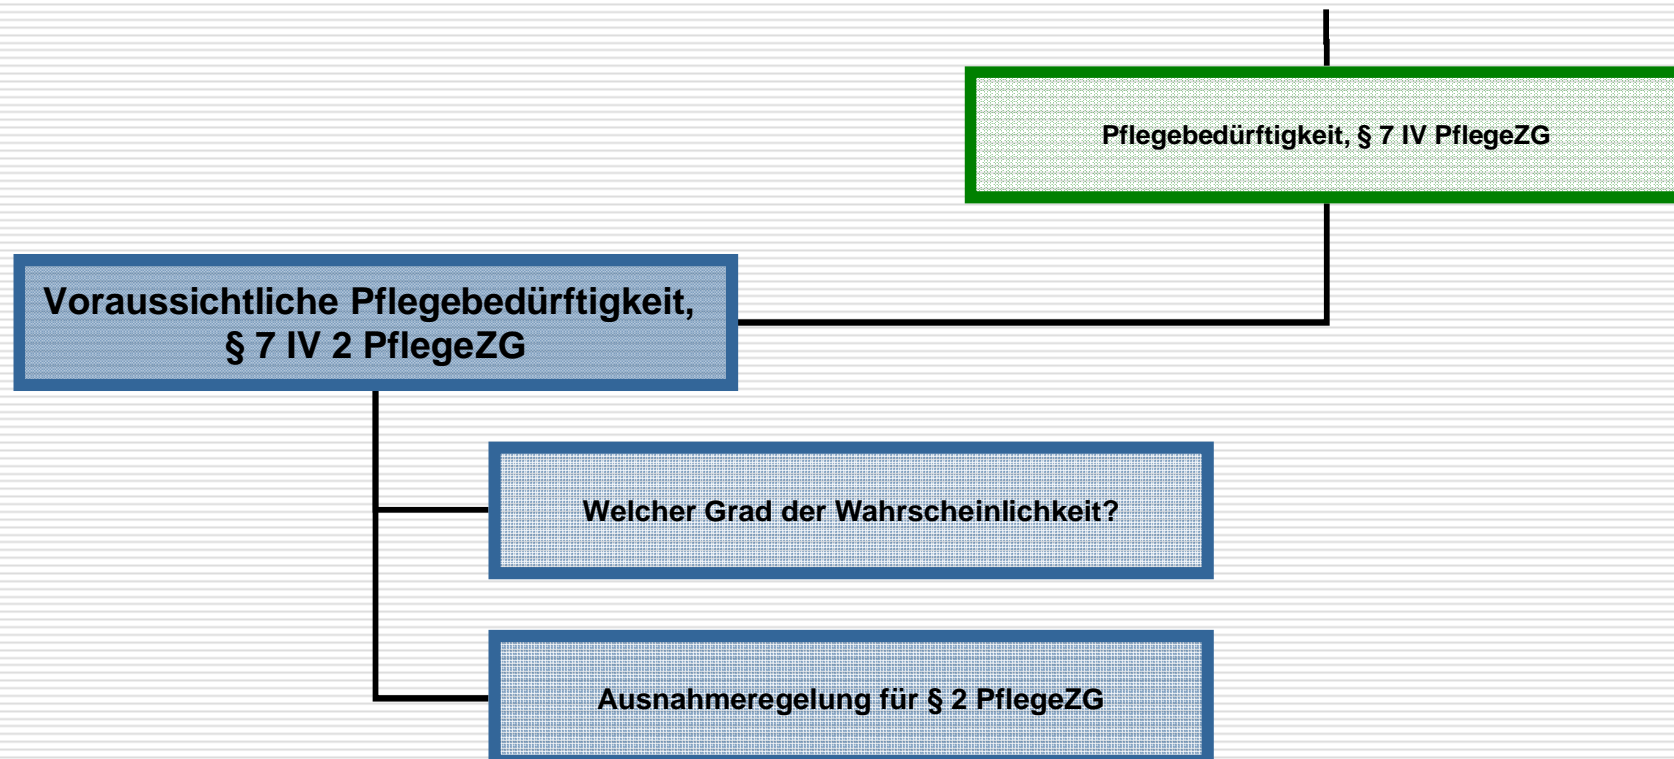 Pflegebedürftigkeit, § 7 IV PflegeZG
Voraussichtliche Pflegebedürftigkeit,
§ 7 IV 2 PflegeZG
Welcher Grad der Wahrscheinlichkeit?
Ausnahmeregelung für § 2 PflegeZG